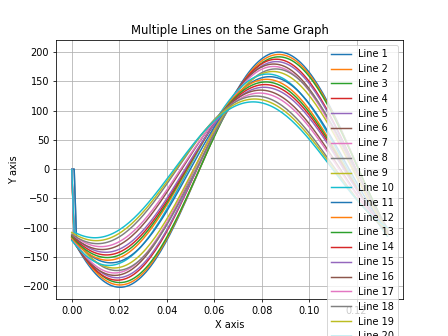 Multiple Lines on the Same Graph
Y axis
200
150
100
50
0
−50
−100
−150
−200
0.00
0.02
0.04
0.06
0.08
0.10
X axis
Line 1
Line 2
Line 3
Line 4
Line 5
Line 6
Line 7
Line 8
Line 9
Line 10
Line 11
Line 12
Line 13
Line 14
Line 15
Line 16
Line 17
Line 18
Line 19
Line 20